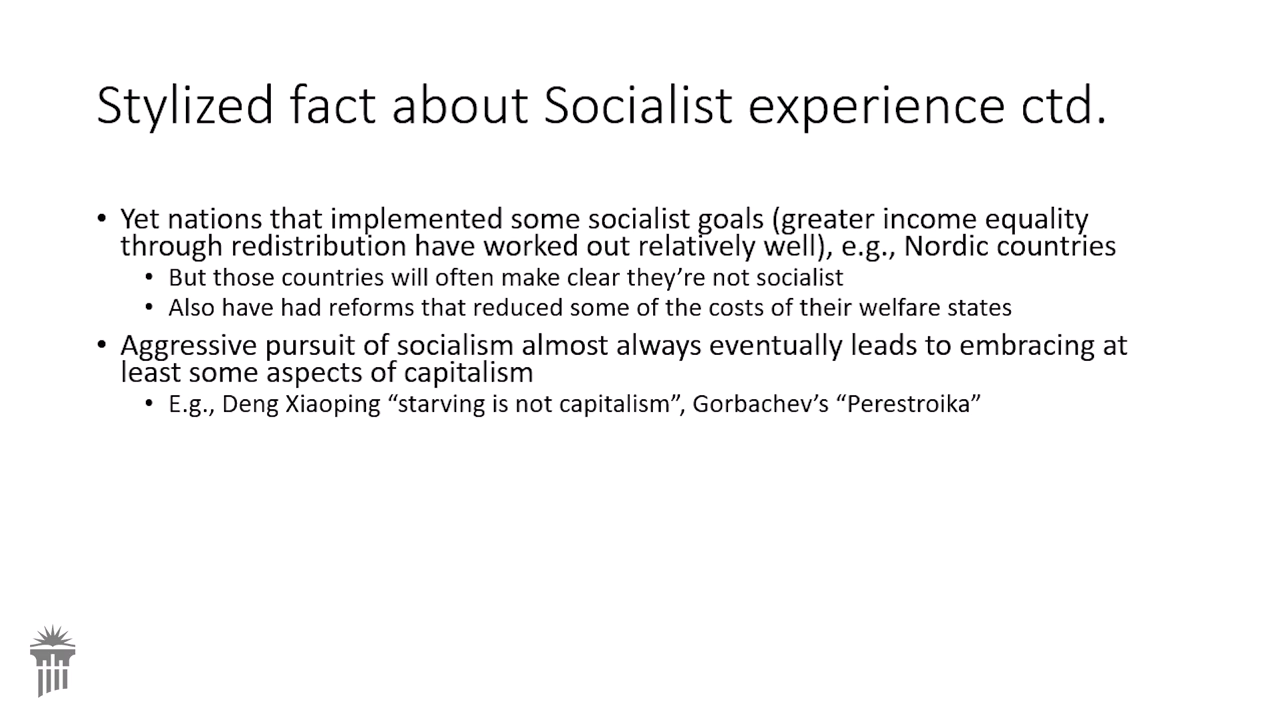 Stylized fact about Socialist experience ctd.
• Yet nations that implemented some socialist goals (greater income equality
through redistribution have worked out relatively well), e.g., Nordic countries
• But those countries will often make clear they’re not socialist
• Also have had reforms that reduced some of the costs of their welfare states
• Aggressive pursuit of socialism almost always eventually leads to embracing at
least some aspects of capitalism
• E.g., Deng Xiaoping “starving is not capitalism”, Gorbachev’s “Perestroika”